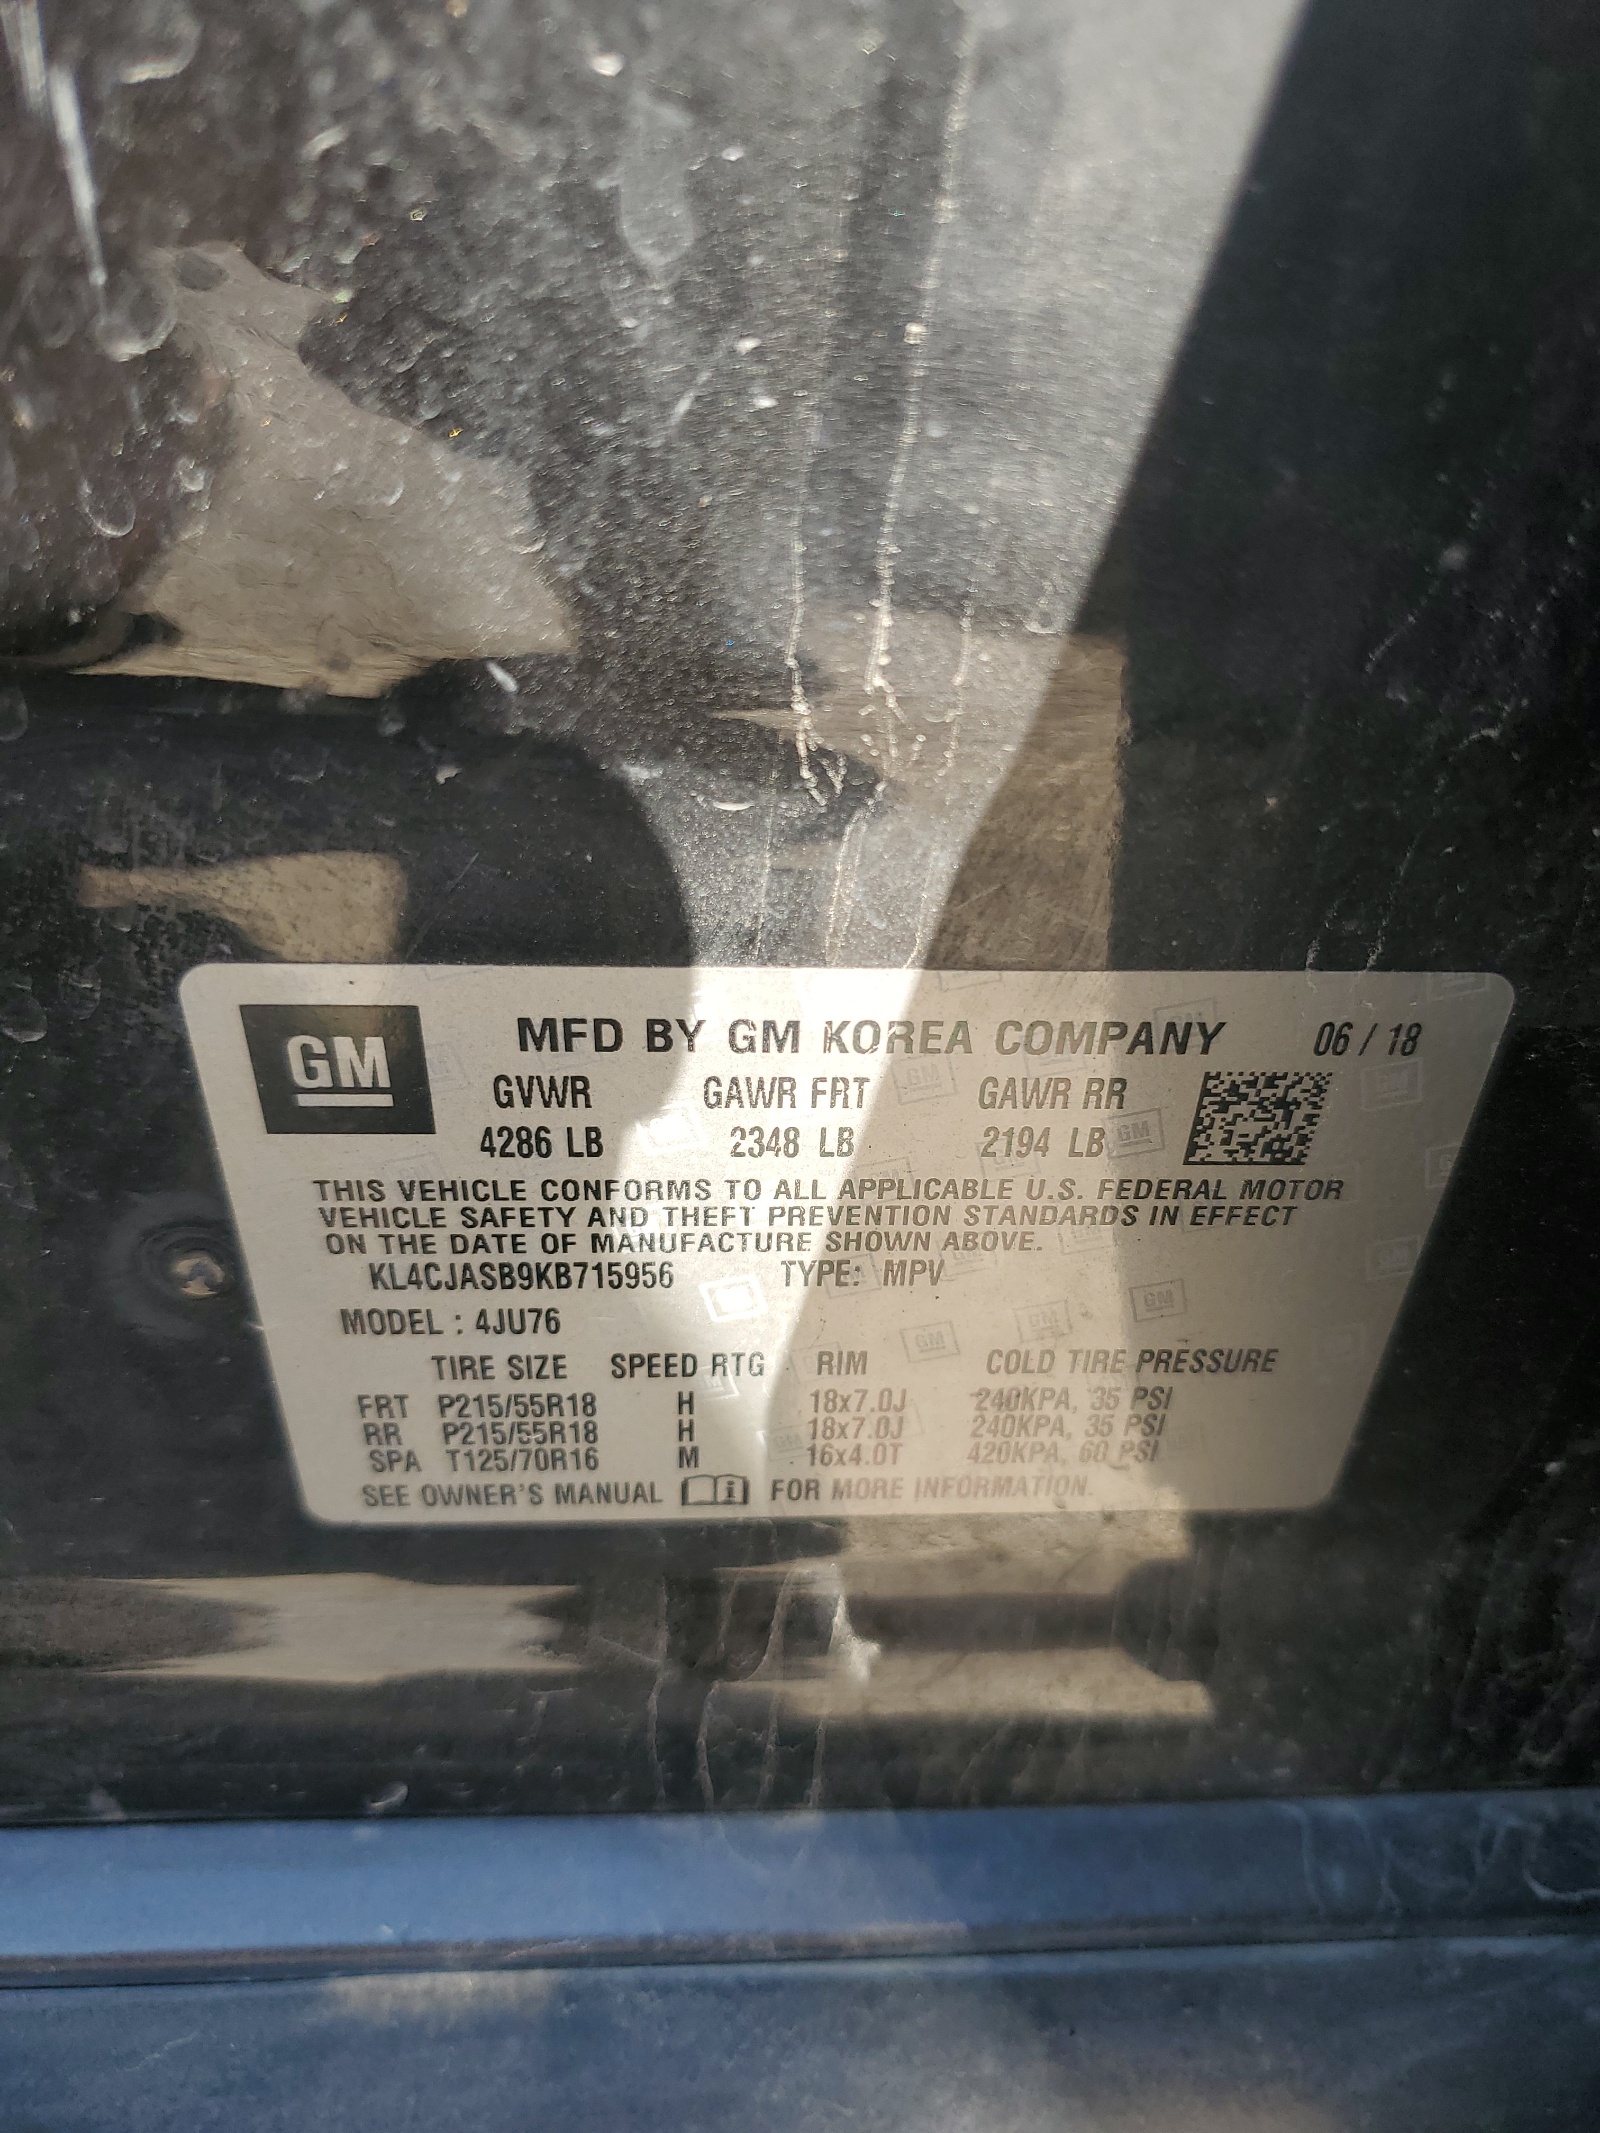 GM MFD BY GM KOREA COMPANY 06 / 18
GVWR GAWR FRT GAWR RR
4286 LB 2348 LB 2194 LB
THIS VEHICLE CONFORMS TO ALL APPLICABLE U.S. FEDERAL MOTOR
VEHICLE SAFETY AND THEFT PREVENTION STANDARDS IN EFFECT
ON THE DATE OF MANUFACTURE SHOWN ABOVE.
KL4CJASB9KB715956 TYPE: MPV
MODEL : 4JU76
TIRE SIZE SPEED RTG RIM COLD TIRE PRESSURE
FRT P215/55R18 H 18x7.0J 240KPA, 35 PSI
RR P215/55R18 H 18x7.0J 240KPA, 35 PSI
SPA T125/70R16 M 16x4.0T 420KPA, 60 PSI
SEE OWNER'S MANUAL i FOR MORE INFORMATION.